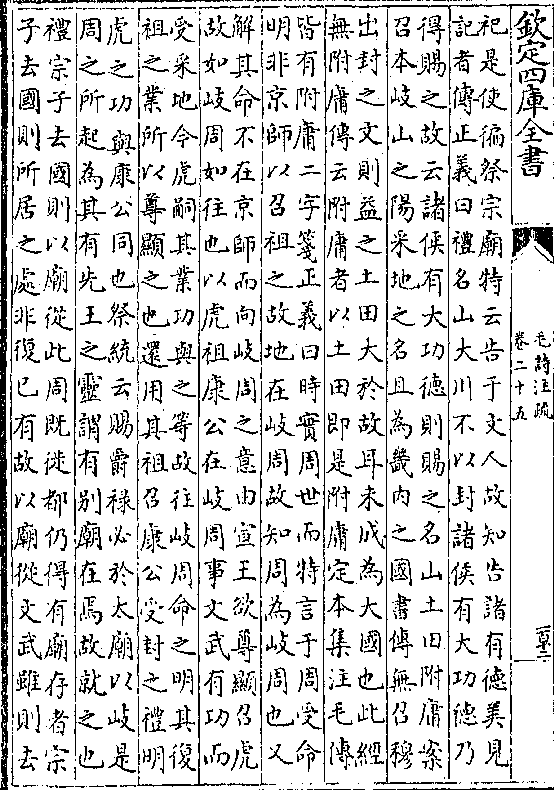 欽定四庫全書
毛詩注疏
卷二十五
祀是使徧祭宗廟特云告于文人故知告諸有德美見
記者傳正義曰禮名山大川不以封諸侯有大功德乃
得賜之故云諸侯有大功德則賜之名山土田附庸案
召本岐山之陽采地之名且為畿內之國書傳無召穆
出封之文則益之土田大於故耳未成為大國也此經
無附庸傳云附庸者以土田即是附庸定本集注毛傳
皆有附庸二字箋正義曰時實周世而特言于周受命
明非京師以召祖之故地在岐周故知周為岐周也又
解其命不在京師而向岐周之意由宣王欲尊顯召虎
故如岐周如往也以虎祖康公在岐周事文武有功而
受采地今虎嗣其業功與之等故往岐周命之明其復
祖之業所以尊顯之也還用其祖召康公受封之禮明
虎之功與康公同也祭統云賜爵祿必於太廟以岐是
周之所起為其有先王之靈謂有別廟在焉故就之也
禮宗子去國則以廟從此周既徙都仍得有廟存者宗
子去國則所居之處非復已有故以廟從文武雖則去